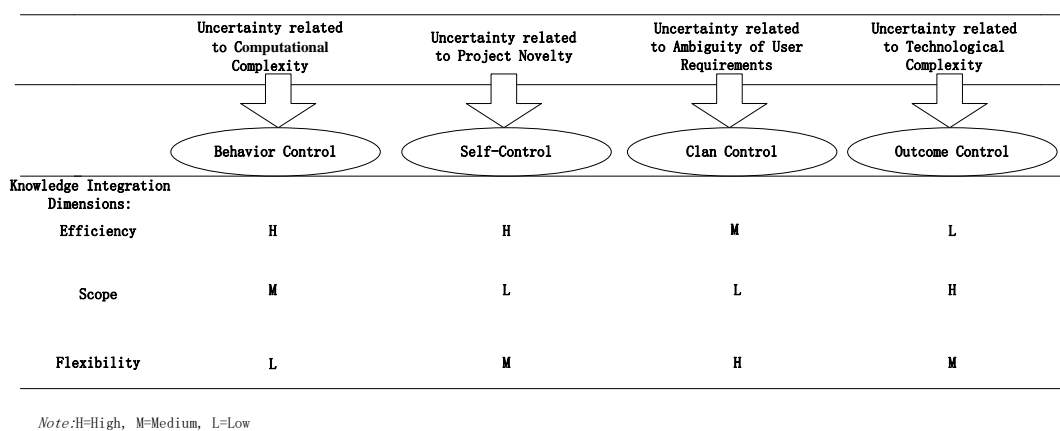 Uncertainty related
to Computational
Complexity
Uncertainty related
to Project Novelty
Uncertainty related
to Ambiguity of User
Requirements
Uncertainty related
to Technological
Complexity
Behavior Control
Self-Control
Clan Control
Outcome Control
Knowledge Integration
Dimensions:
Efficiency H H M L
Scope M L L H
Flexibility L M H M
Note:H=High, M=Medium, L=Low